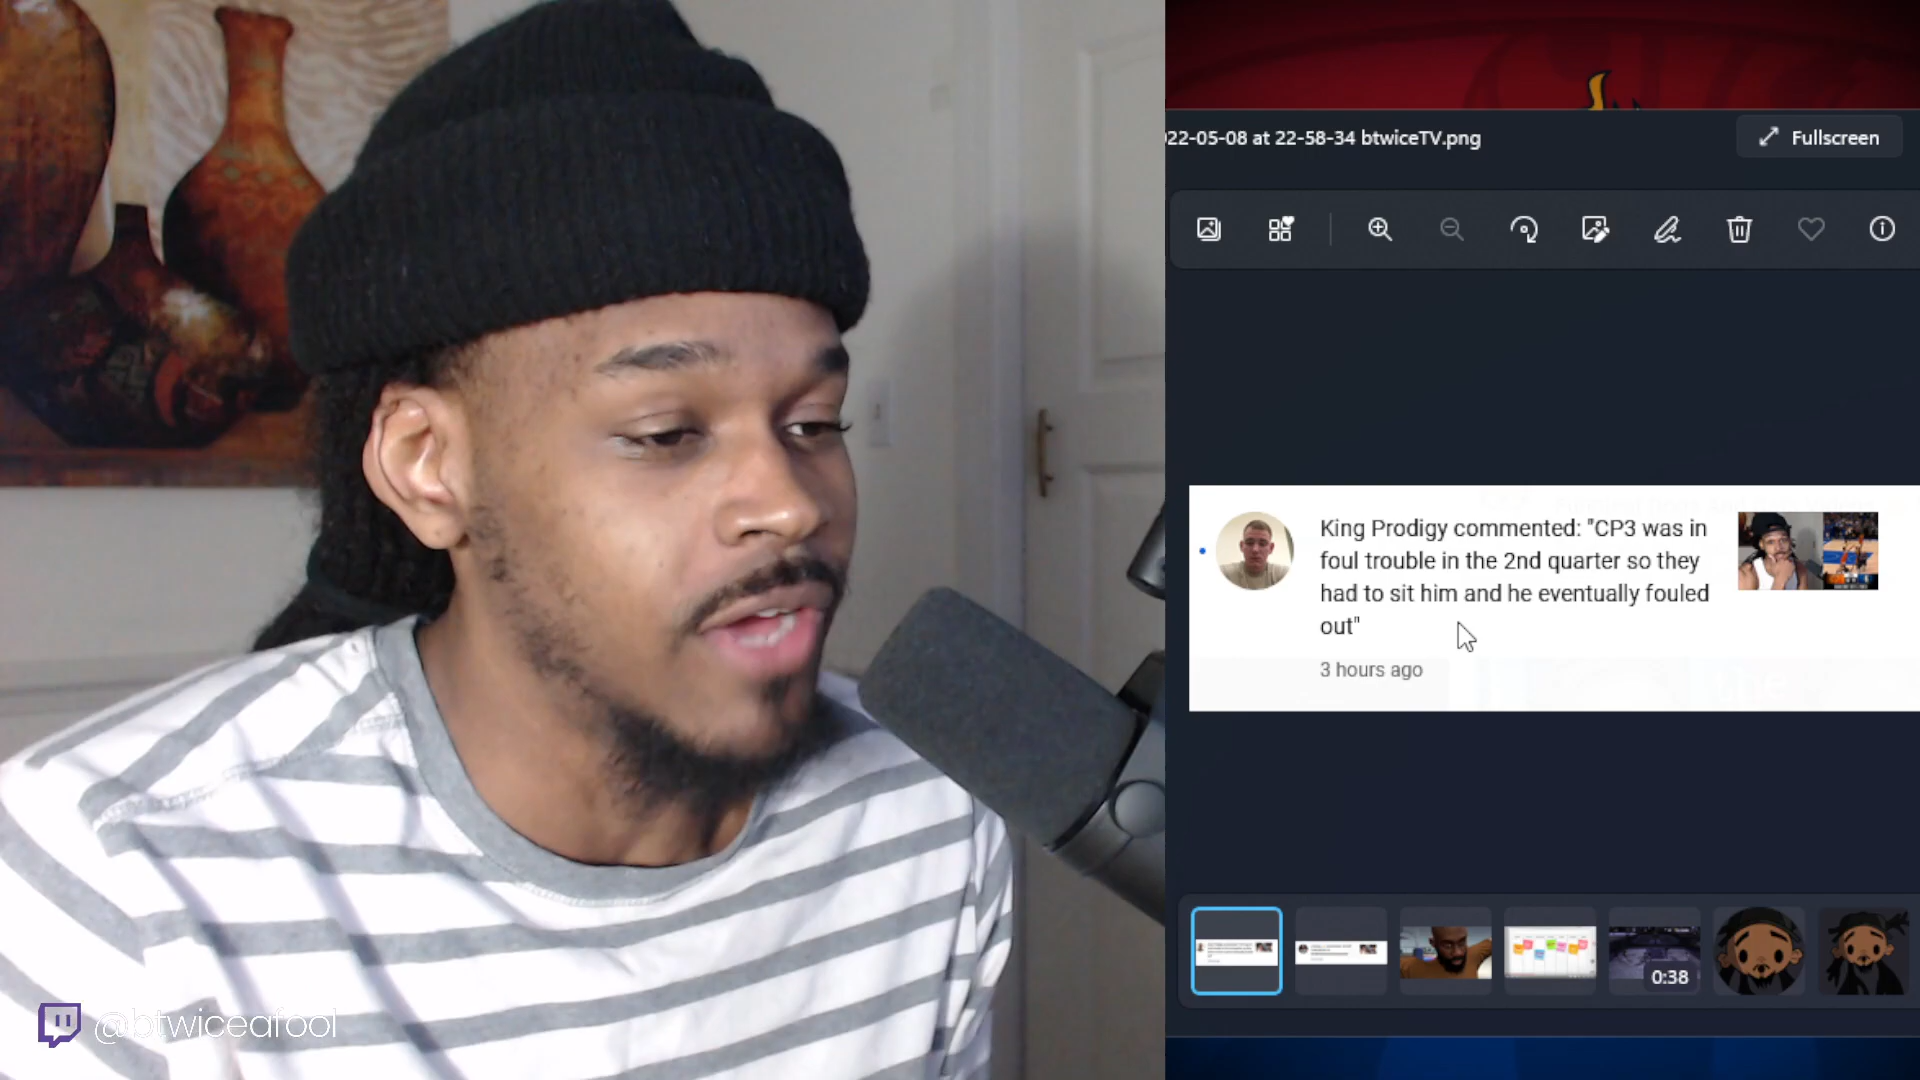 022-05-08 at 22-58-34 btwiceTV.png
Fullscreen
King Prodigy commented: "CP3 was in
foul trouble in the 2nd quarter so they
had to sit him and he eventually fouled
out"
3 hours ago
0:38
@btwiceafool